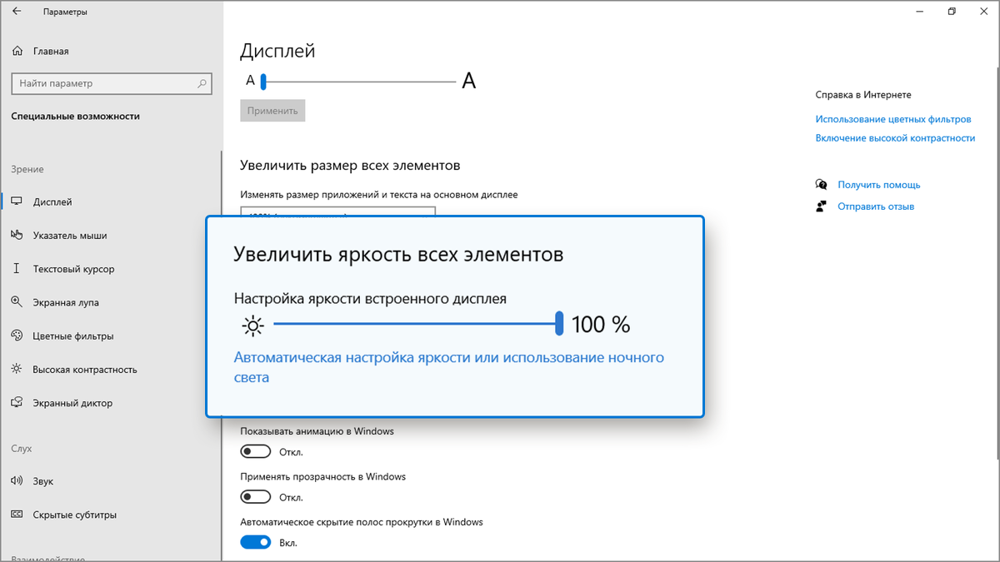 Параметры
Главная
Найти параметр
Специальные возможности
Зрение
Дисплей
Указатель мыши
Текстовый курсор
Экранная лупа
Цветные фильтры
Высокая контрастность
Экранный диктор
Слух
Звук
Скрытые субтитры
Взаимодействие
Дисплей
A A
Применить
Увеличить размер всех элементов
Изменять размер приложений и текста на основном дисплее
Увеличить яркость всех элементов
Настройка яркости встроенного дисплея
100 %
Автоматическая настройка яркости или использование ночного
света
Показывать анимацию в Windows
Откл.
Применять прозрачность в Windows
Откл.
Автоматическое скрытие полос прокрутки в Windows
Вкл.
Справка в Интернете
Использование цветных фильтров
Включение высокой контрастности
Получить помощь
Отправить отзыв